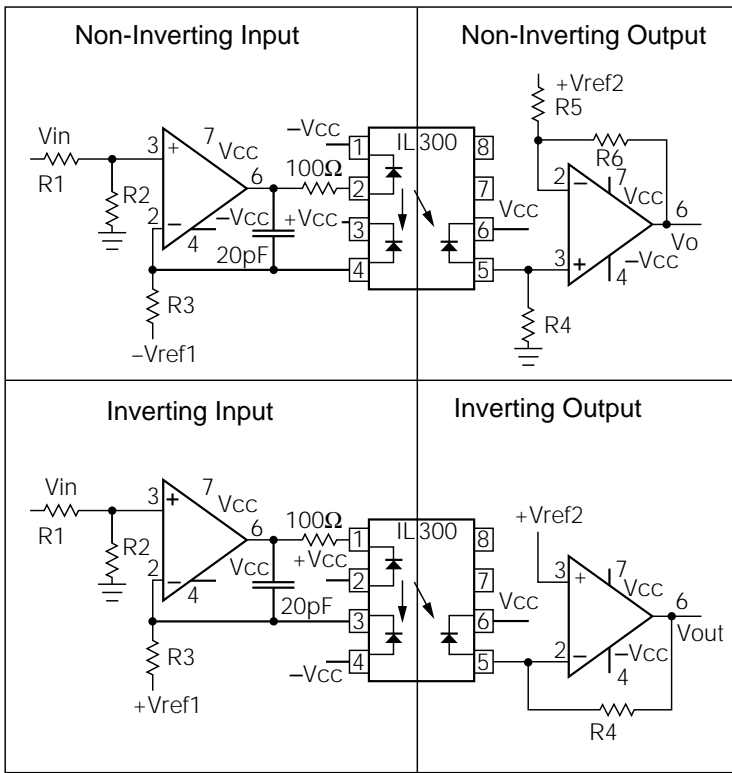 Non-Inverting Input
Non-Inverting Output
Vin
R1
R2
3
+
2
–
7
VCC
6
–VCC
4
20pF
R3
–Vref1
100Ω
–VCC
+VCC
IL300
1
2
3
4
8
7
6
5
VCC
+Vref2
R5
R6
2
–
7
VCC
6
Vo
3
+
–VCC
4
R4
Inverting Input
Inverting Output
Vin
R1
R2
3
+
2
–
7
VCC
6
VCC
4
20pF
R3
+Vref1
100Ω
+VCC
–VCC
IL300
1
2
3
4
8
7
6
5
VCC
+Vref2
3
+
7
VCC
6
Vout
2
–
–VCC
4
R4